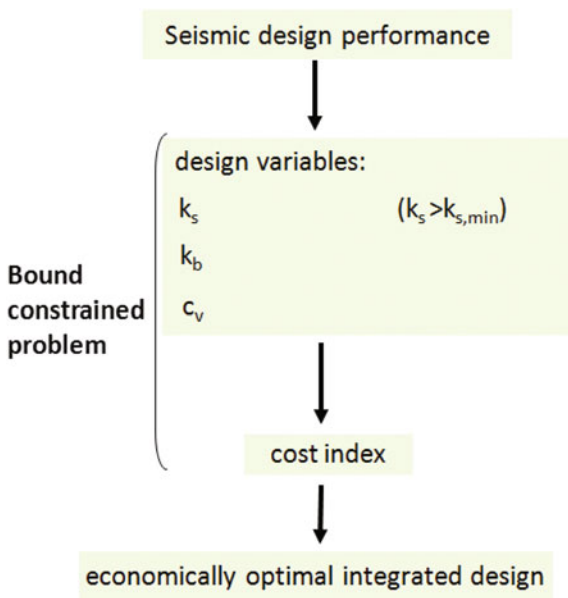 Seismic design performance
design variables:
kₛ (kₛ>kₛ,min)
k_b
cᵥ
Bound
constrained
problem
cost index
economically optimal integrated design